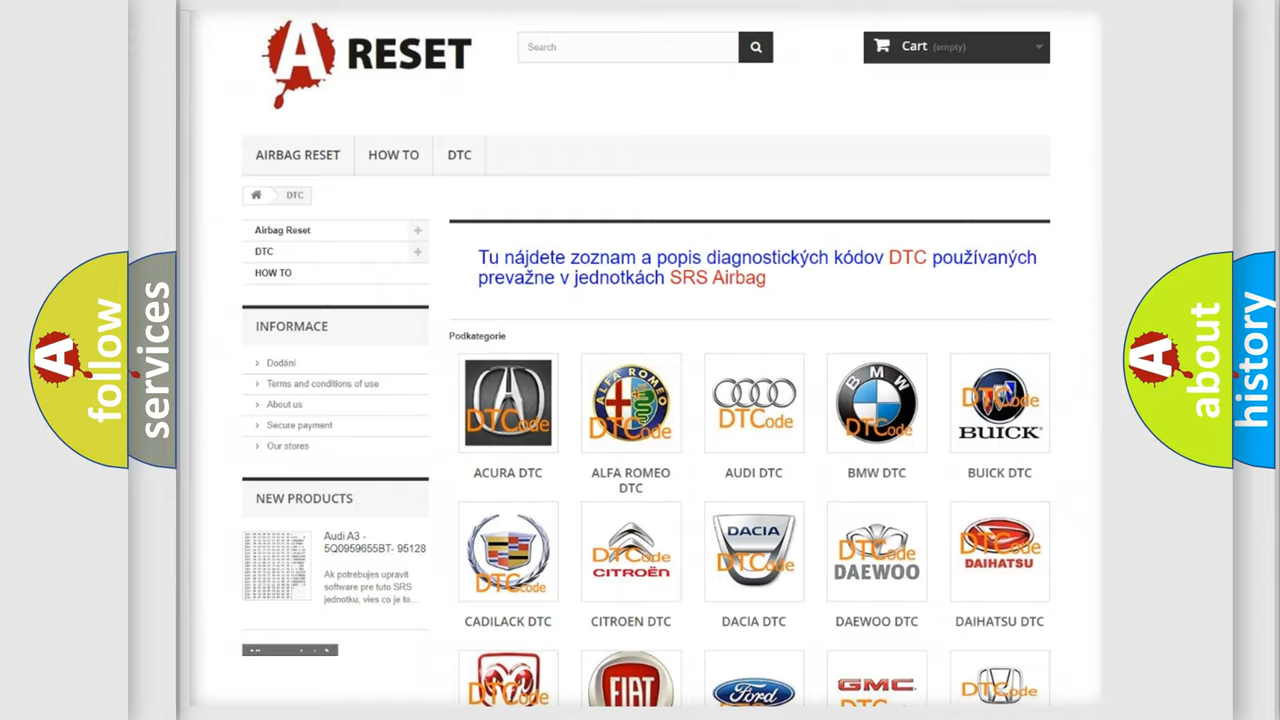 A RESET
Search
Cart (empty)
AIRBAG RESET
HOW TO
DTC
DTC
Airbag Reset
DTC
HOW TO
INFORMACE
Dodání
Terms and conditions of use
About us
Secure payment
Our stores
NEW PRODUCTS
Audi A3 -
5Q0959655BT- 95128
Ak potrebujes upravit
software pre tuto SRS
jednotku, vies co je to...
Tu nájdete zoznam a popis diagnostických kódov DTC používaných
prevažne v jednotkách SRS Airbag
Podkategorie
DTCode
ALFA ROMEO
DTCode
DTCode
BMW
DTCode
DTCode
BUICK
ACURA DTC
ALFA ROMEO
DTC
AUDI DTC
BMW DTC
BUICK DTC
DTCode
DTCode
CITROËN
DACIA
DTCode
DTCode
DAEWOO
DTCode
DAIHATSU
CADILACK DTC
CITROEN DTC
DACIA DTC
DAEWOO DTC
DAIHATSU DTC
DTCode
FIAT
Ford
GMC
DTCode
A follow
services
A about
history